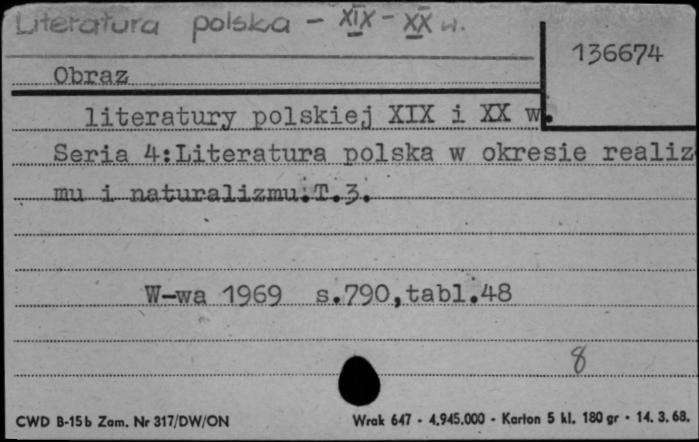 Literatura polska - XIX - XX w.
136674
Obraz
literatury polskiej XIX i XX w.
Seria 4:Literatura polska w okresie realiz
mu i naturalizmu.T.3.
W-wa 1969 s.790,tabl.48
8
CWD B-15b Zam. Nr 317/DW/ON Wrak 647 - 4.945.000 - Karton 5 kl. 180 gr - 14. 3. 68.